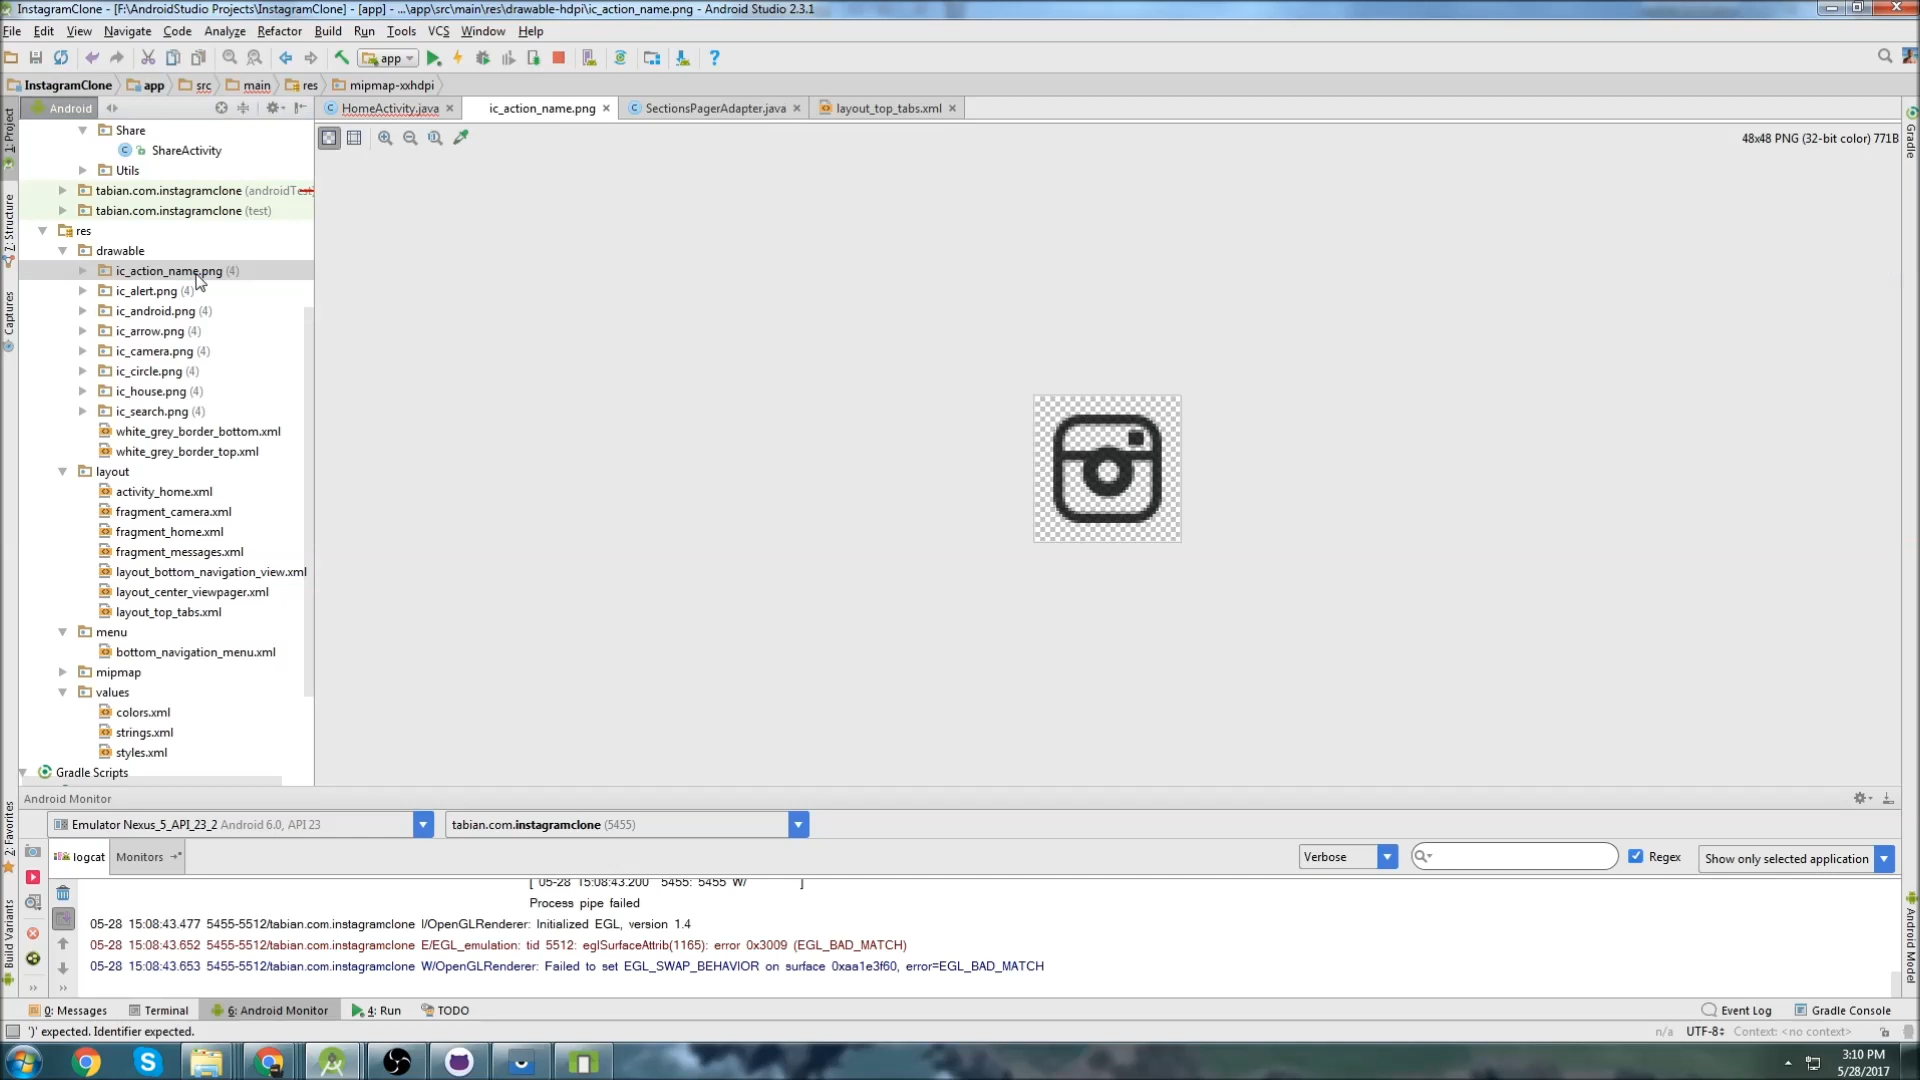 InstagramClone - [F:\AndroidStudio Projects\InstagramClone] - [app] - ...\app\src\main\res\drawable-hdpi\ic_action_name.png - Android Studio 2.3.1
File Edit View Navigate Code Analyze Refactor Build Run Tools VCS Window Help
app
InstagramClone app src main res mipmap-xxhdpi
Android HomeActivity.java ic_action_name.png SectionsPagerAdapter.java layout_top_tabs.xml
48x48 PNG (32-bit color) 771B
1: Project
7: Structure
Captures
2: Favorites
Build Variants
Gradle
Android Model
Share
ShareActivity
Utils
tabian.com.instagramclone (androidTest)
tabian.com.instagramclone (test)
res
drawable
ic_action_name.png (4)
ic_alert.png (4)
ic_android.png (4)
ic_arrow.png (4)
ic_camera.png (4)
ic_circle.png (4)
ic_house.png (4)
ic_search.png (4)
white_grey_border_bottom.xml
white_grey_border_top.xml
layout
activity_home.xml
fragment_camera.xml
fragment_home.xml
fragment_messages.xml
layout_bottom_navigation_view.xml
layout_center_viewpager.xml
layout_top_tabs.xml
menu
bottom_navigation_menu.xml
mipmap
values
colors.xml
strings.xml
styles.xml
Gradle Scripts
Android Monitor
Emulator Nexus_5_API_23_2 Android 6.0, API 23 tabian.com.instagramclone (5455)
logcat Monitors Verbose Regex Show only selected application
[ 05-28 15:08:43.200 5455: 5455 W/ ]
Process pipe failed
05-28 15:08:43.477 5455-5512/tabian.com.instagramclone I/OpenGLRenderer: Initialized EGL, version 1.4
05-28 15:08:43.652 5455-5512/tabian.com.instagramclone E/EGL_emulation: tid 5512: eglSurfaceAttrib(1165): error 0x3009 (EGL_BAD_MATCH)
05-28 15:08:43.653 5455-5512/tabian.com.instagramclone W/OpenGLRenderer: Failed to set EGL_SWAP_BEHAVIOR on surface 0xaa1e3f60, error=EGL_BAD_MATCH
0: Messages Terminal 6: Android Monitor 4: Run TODO Event Log Gradle Console
')' expected. Identifier expected. n/a UTF-8 Context: <no context>
3:10 PM
5/28/2017